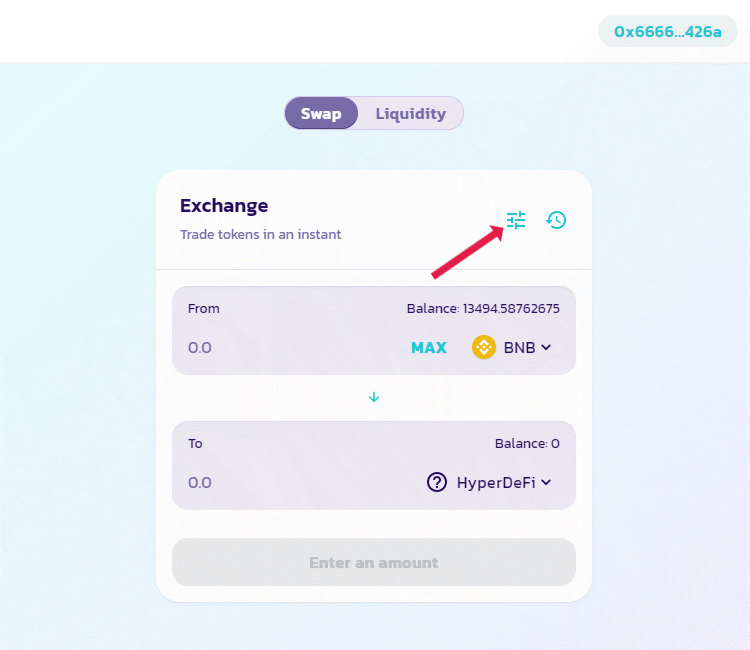 0x6666...426a
Swap Liquidity
Exchange
Trade tokens in an instant
From Balance: 13494.58762675
0.0 MAX BNB
To Balance: 0
0.0 HyperDeFi
Enter an amount